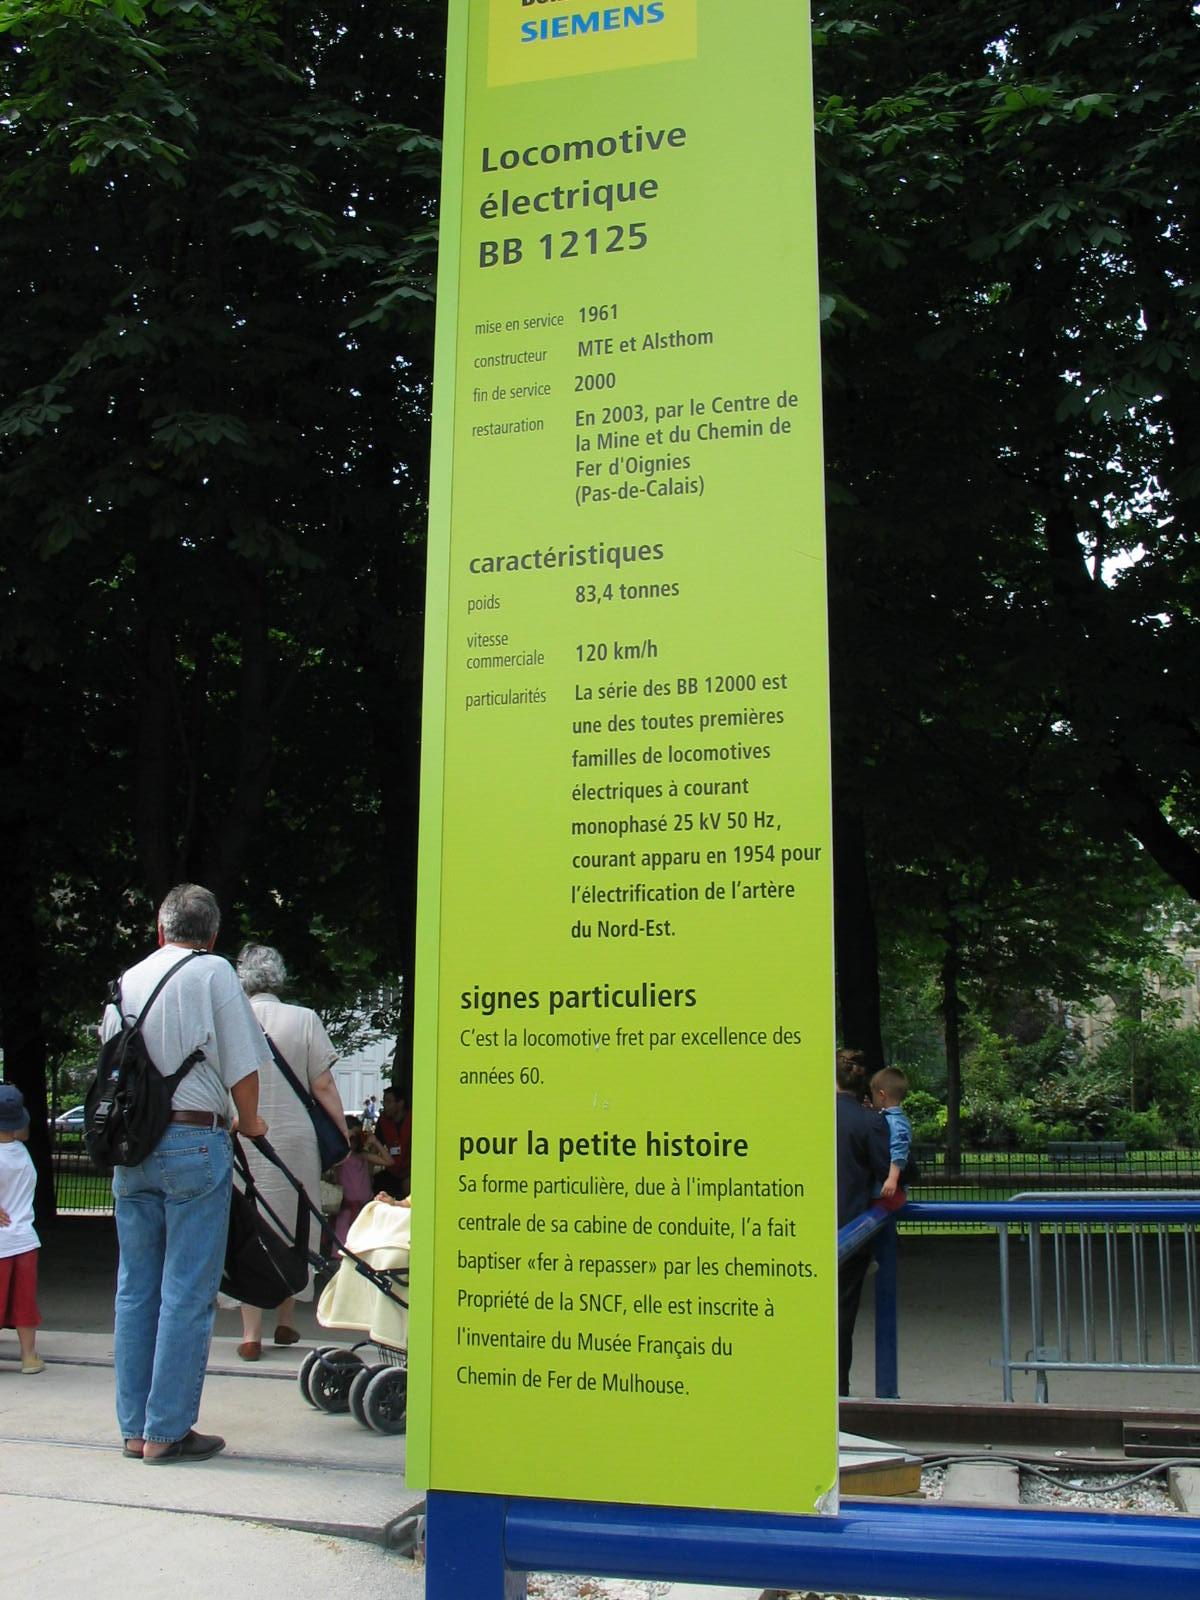 SIEMENS
Locomotive
électrique
BB 12125
mise en service 1961
constructeur MTE et Alsthom
fin de service 2000
restauration En 2003, par le Centre de
la Mine et du Chemin de
Fer d'Oignies
(Pas-de-Calais)
caractéristiques
poids 83,4 tonnes
vitesse
commerciale 120 km/h
particularités La série des BB 12000 est
une des toutes premières
familles de locomotives
électriques à courant
monophasé 25 kV 50 Hz,
courant apparu en 1954 pour
l'électrification de l'artère
du Nord-Est.
signes particuliers
C'est la locomotive fret par excellence des
années 60.
pour la petite histoire
Sa forme particulière, due à l'implantation
centrale de sa cabine de conduite, l'a fait
baptiser «fer à repasser» par les cheminots.
Propriété de la SNCF, elle est inscrite à
l'inventaire du Musée Français du
Chemin de Fer de Mulhouse.